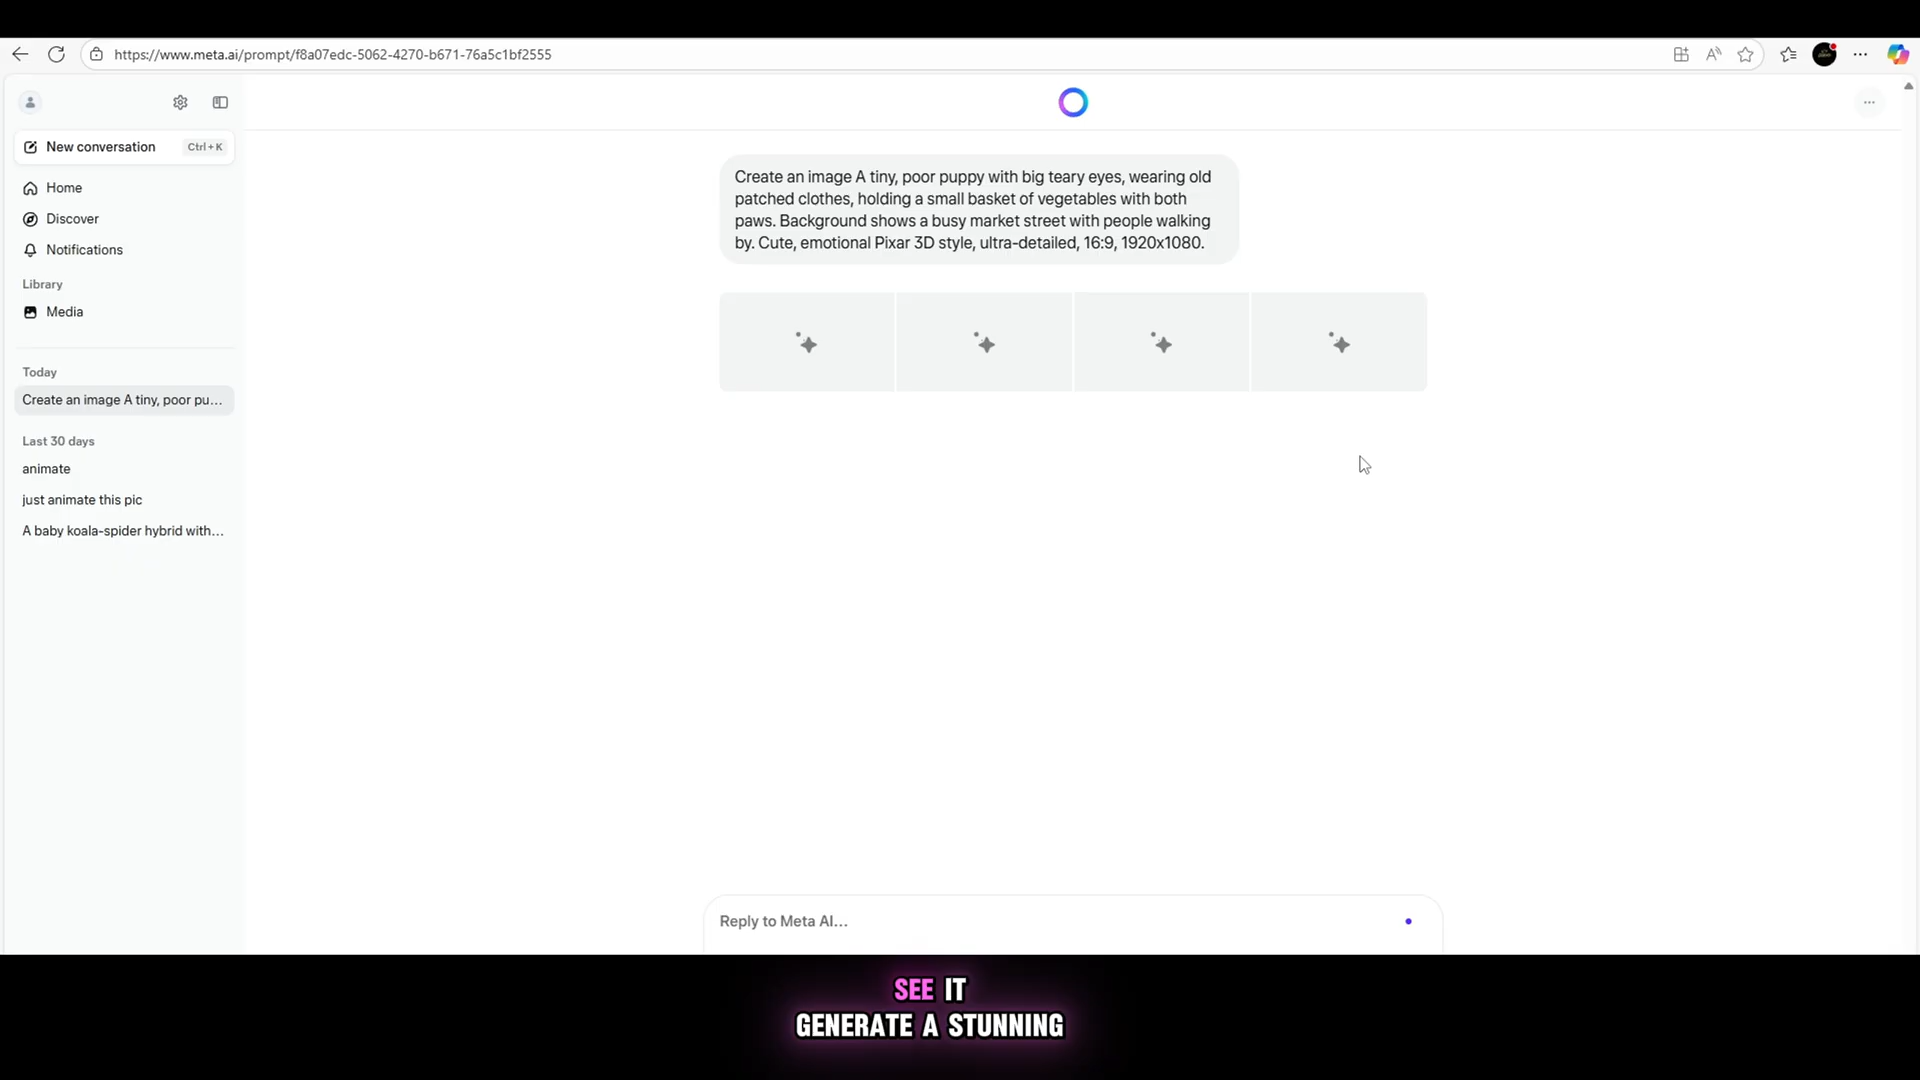 https://www.meta.ai/prompt/f8a07edc-5062-4270-b671-76a5c1bf2555
New conversation Ctrl+K
Home
Discover
Notifications
Library
Media
Today
Create an image A tiny, poor pu...
Last 30 days
animate
just animate this pic
A baby koala-spider hybrid with...
Create an image A tiny, poor puppy with big teary eyes, wearing old
patched clothes, holding a small basket of vegetables with both
paws. Background shows a busy market street with people walking
by. Cute, emotional Pixar 3D style, ultra-detailed, 16:9, 1920x1080.
Reply to Meta AI...
SEE IT
GENERATE A STUNNING